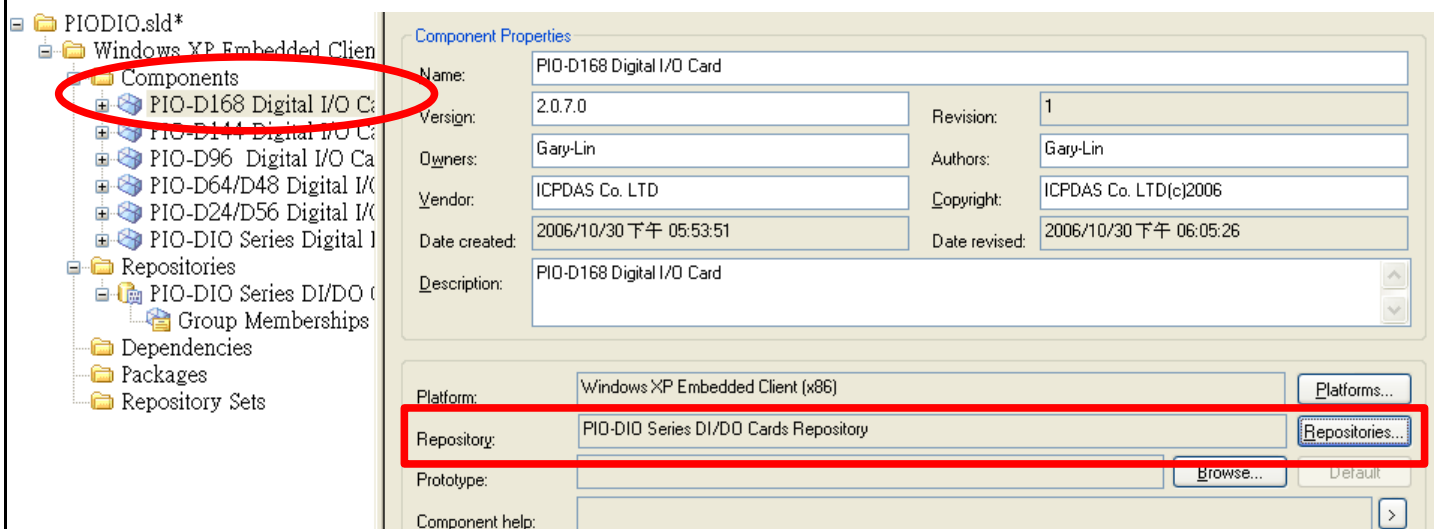 PIODIO.sld*
Windows XP Embedded Clien
Components
PIO-D168 Digital I/O Ca
PIO-D144 Digital I/O Ca
PIO-D96 Digital I/O Ca
PIO-D64/D48 Digital I/(
PIO-D24/D56 Digital I/(
PIO-DIO Series Digital I
Repositories
PIO-DIO Series DI/DO (
Group Memberships
Dependencies
Packages
Repository Sets
Component Properties
Name: PIO-D168 Digital I/O Card
Version: 2.0.7.0 Revision: 1
Owners: Gary-Lin Authors: Gary-Lin
Vendor: ICPDAS Co. LTD Copyright: ICPDAS Co. LTD(c)2006
Date created: 2006/10/30 下午 05:53:51 Date revised: 2006/10/30 下午 06:05:26
Description: PIO-D168 Digital I/O Card
Platform: Windows XP Embedded Client (x86) Platforms...
Repository: PIO-DIO Series DI/DO Cards Repository Repositories...
Prototype: Browse... Default
Component help: >